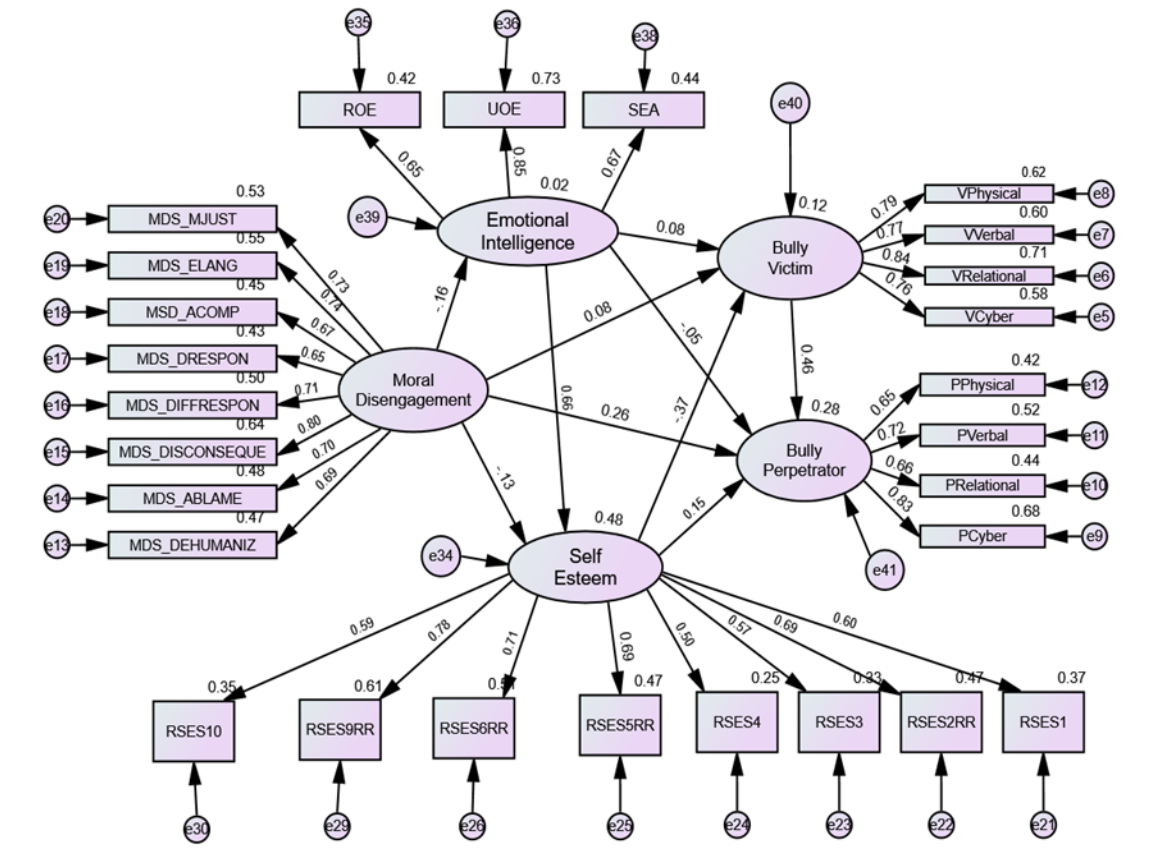 e35
e36
e38
0.42
0.73
0.44
ROE
UOE
SEA
e40
0.65
0.85
0.67
0.02
e39
Emotional
Intelligence
0.12
Bully
Victim
0.08
0.79
0.77
0.84
0.76
0.62
VPhysical
e8
0.60
VVerbal
e7
0.71
VRelational
e6
0.58
VCyber
e5
0.53
e20
MDS_MJUST
0.55
e19
MDS_ELANG
0.45
e18
MSD_ACOMP
0.43
e17
MDS_DRESPON
0.50
e16
MDS_DIFFRESPON
0.64
e15
MDS_DISCONSEQUE
0.48
e14
MDS_ABLAME
0.47
e13
MDS_DEHUMANIZ
0.73
0.74
0.67
0.65
0.71
0.80
0.70
0.69
Moral
Disengagement
-.16
0.08
-.05
0.46
0.66
0.26
-.37
-.13
0.15
0.28
Bully
Perpetrator
0.65
0.72
0.66
0.83
0.42
PPhysical
e12
0.52
PVerbal
e11
0.44
PRelational
e10
0.68
PCyber
e9
e41
0.48
e34
Self
Esteem
0.59
0.78
0.71
0.69
0.50
0.57
0.69
0.60
0.35
0.61
0.47
0.25
0.33
0.47
0.37
RSES10
RSES9RR
RSES6RR
RSES5RR
RSES4
RSES3
RSES2RR
RSES1
e30
e29
e26
e25
e24
e23
e22
e21